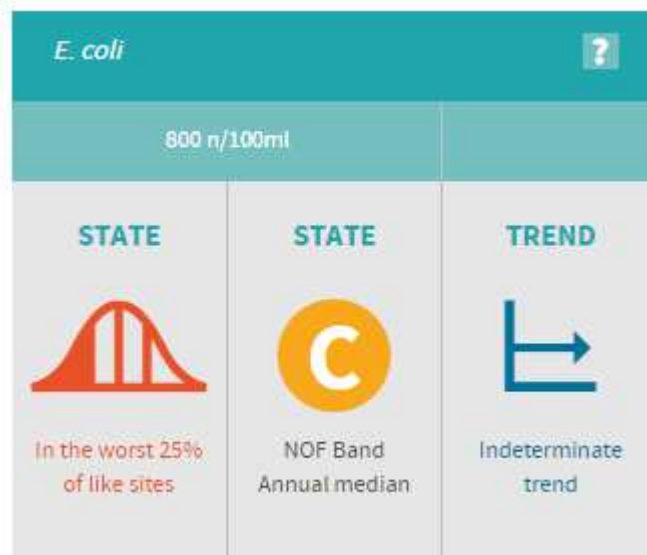 E. coli ?
800 n/100ml
STATE STATE TREND
C
In the worst 25%
of like sites
NOF Band
Annual median
Indeterminate
trend